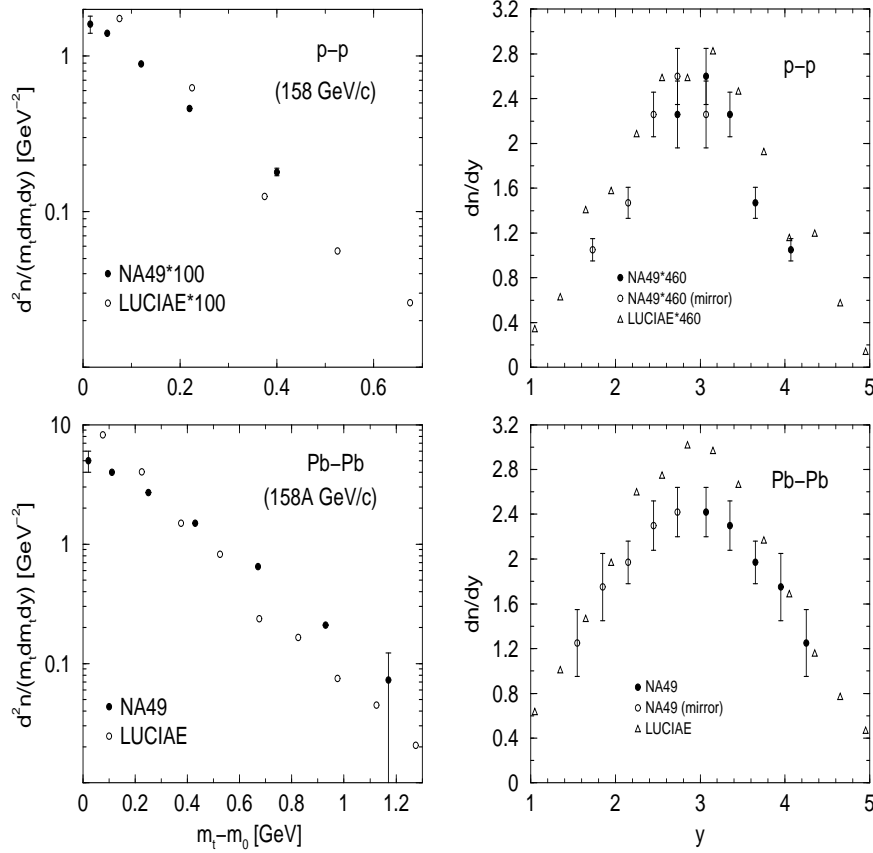 p–p
(158 GeV/c)
d²n/(mₜdmₜdy) [GeV⁻²]
1
0.1
NA49*100
LUCIAE*100
0
0.2
0.4
0.6
p–p
dn/dy
3.2
2.8
2.4
2
1.6
1.2
0.8
0.4
0
NA49*460
NA49*460 (mirror)
LUCIAE*460
1
2
3
4
5
Pb–Pb
(158A GeV/c)
d²n/(mₜdmₜdy) [GeV⁻²]
10
1
0.1
NA49
LUCIAE
0
0.2
0.4
0.6
0.8
1
1.2
mₜ–m₀ [GeV]
Pb–Pb
dn/dy
3.2
2.8
2.4
2
1.6
1.2
0.8
0.4
0
NA49
NA49 (mirror)
LUCIAE
1
2
3
4
5
y